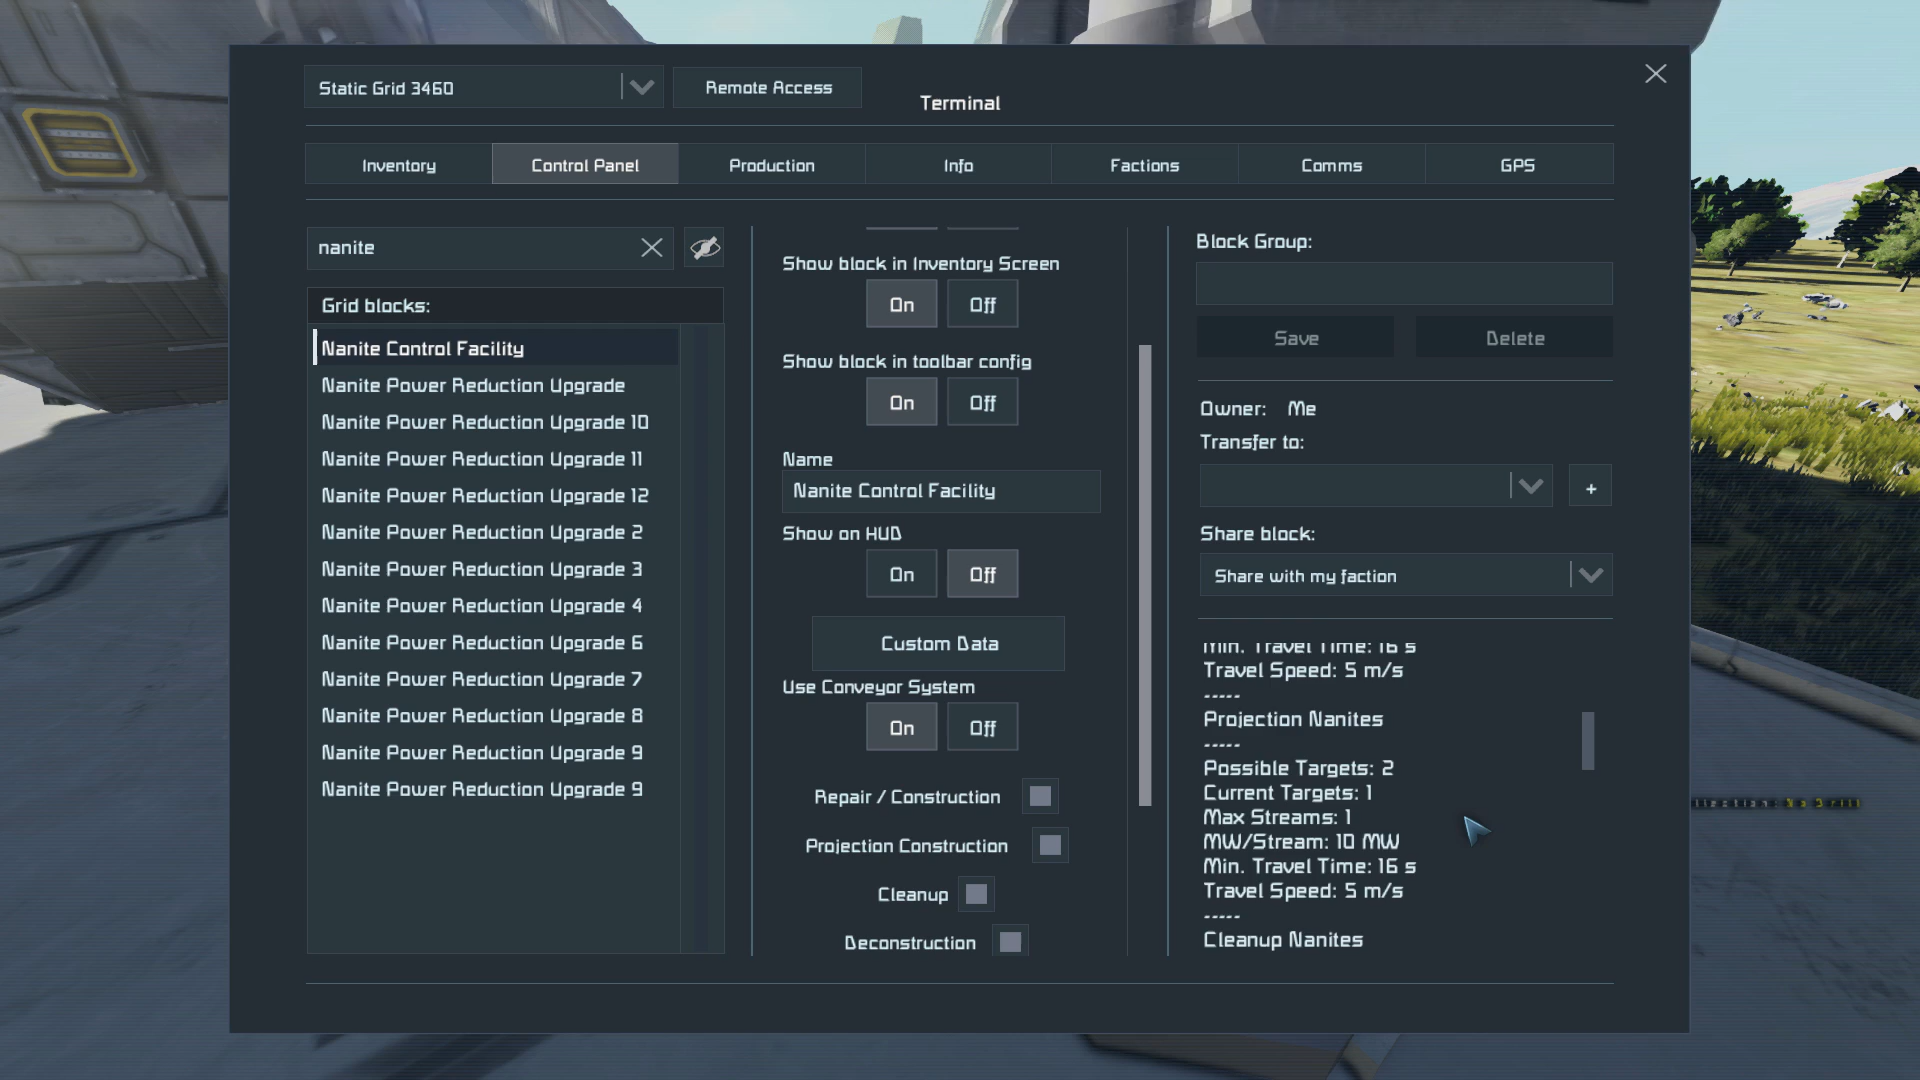 Static Grid 3460
Remote Access
Terminal
Inventory
Control Panel
Production
Info
Factions
Comms
GPS
nanite
Grid blocks:
Nanite Control Facility
Nanite Power Reduction Upgrade
Nanite Power Reduction Upgrade 10
Nanite Power Reduction Upgrade 11
Nanite Power Reduction Upgrade 12
Nanite Power Reduction Upgrade 2
Nanite Power Reduction Upgrade 3
Nanite Power Reduction Upgrade 4
Nanite Power Reduction Upgrade 6
Nanite Power Reduction Upgrade 7
Nanite Power Reduction Upgrade 8
Nanite Power Reduction Upgrade 9
Nanite Power Reduction Upgrade 9
Show block in Inventory Screen
On Off
Show block in toolbar config
On Off
Name
Nanite Control Facility
Show on HUD
On Off
Custom Data
Use Conveyor System
On Off
Repair / Construction
Projection Construction
Cleanup
Deconstruction
Block Group:
Save Delete
Owner: Me
Transfer to:
+
Share block:
Share with my faction
Min. Travel Time: 16 s
Travel Speed: 5 m/s
-----
Projection Nanites
-----
Possible Targets: 2
Current Targets: 1
Max Streams: 1
MW/Stream: 10 MW
Min. Travel Time: 16 s
Travel Speed: 5 m/s
-----
Cleanup Nanites